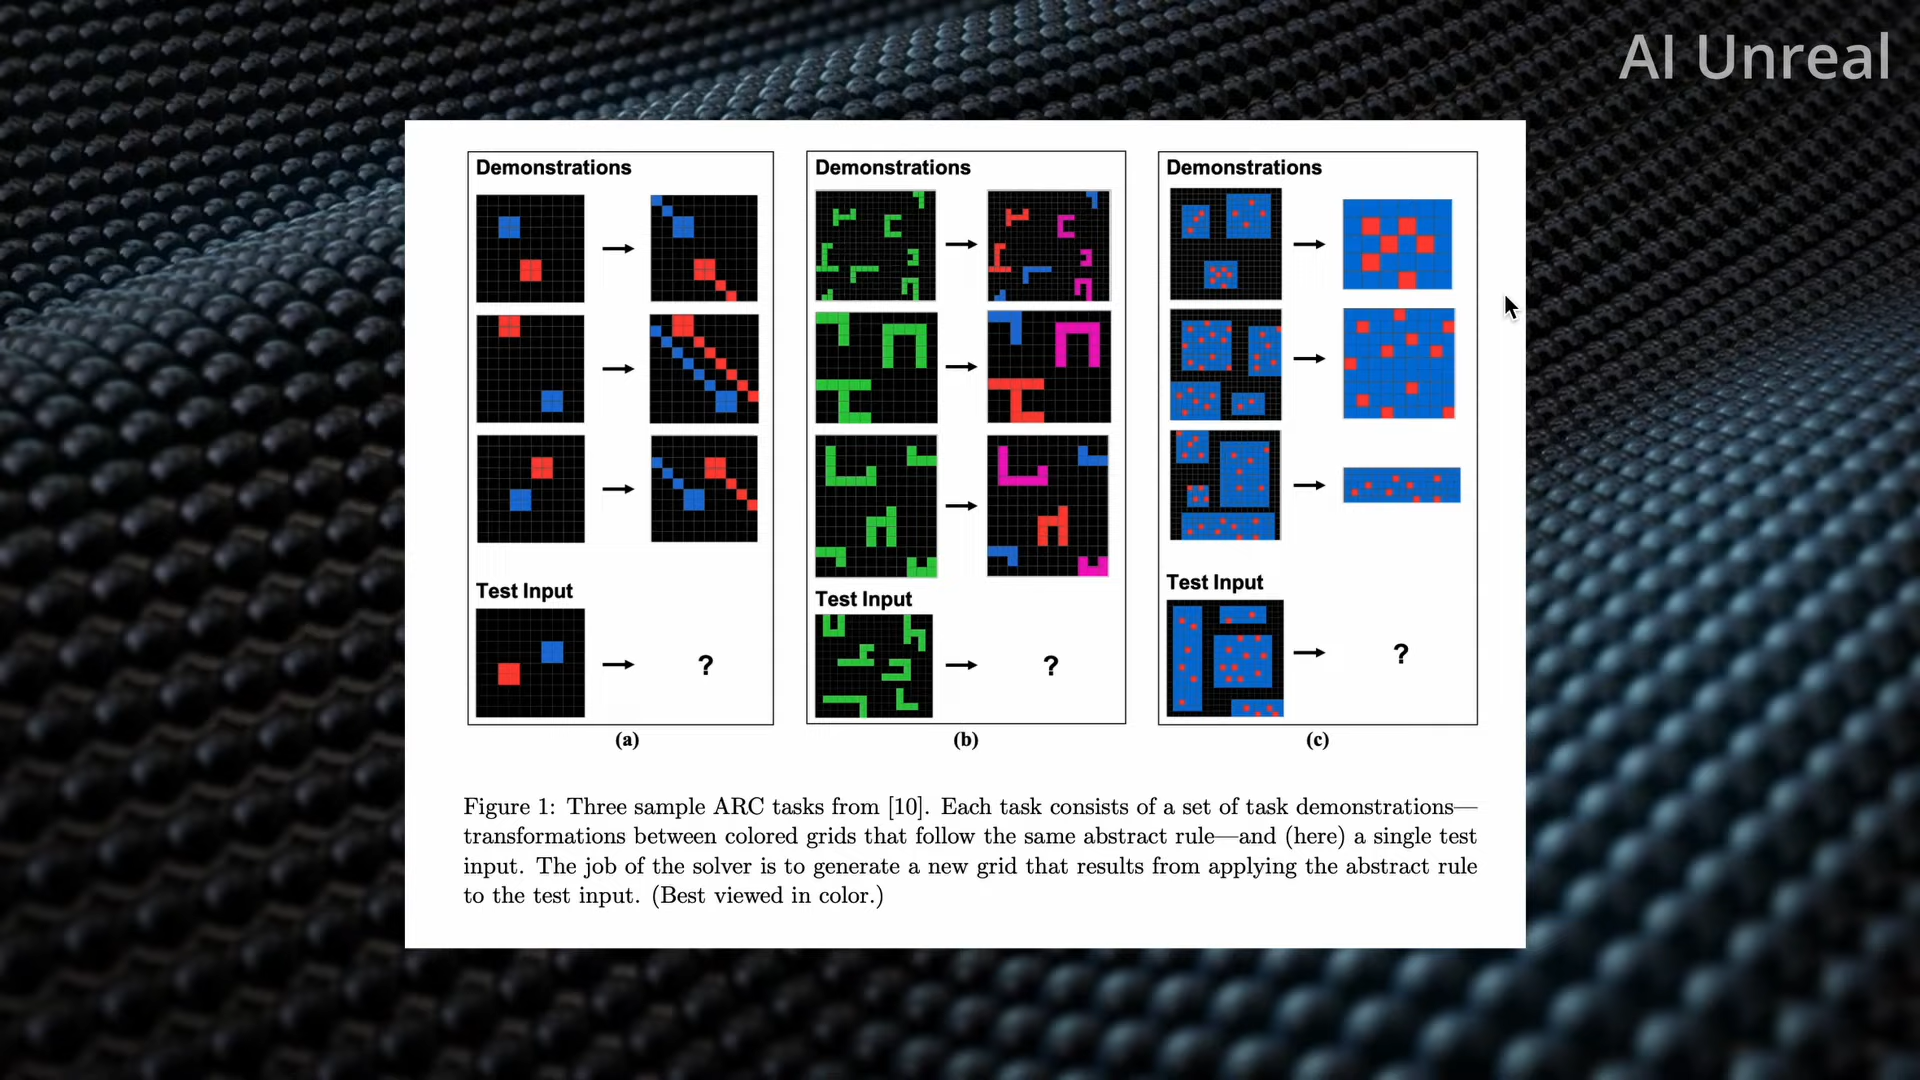 AI Unreal
Demonstrations
Demonstrations
Demonstrations
Test Input
Test Input
Test Input
?
?
?
(a)
(b)
(c)
Figure 1: Three sample ARC tasks from [10]. Each task consists of a set of task demonstrations—
transformations between colored grids that follow the same abstract rule—and (here) a single test
input. The job of the solver is to generate a new grid that results from applying the abstract rule
to the test input. (Best viewed in color.)